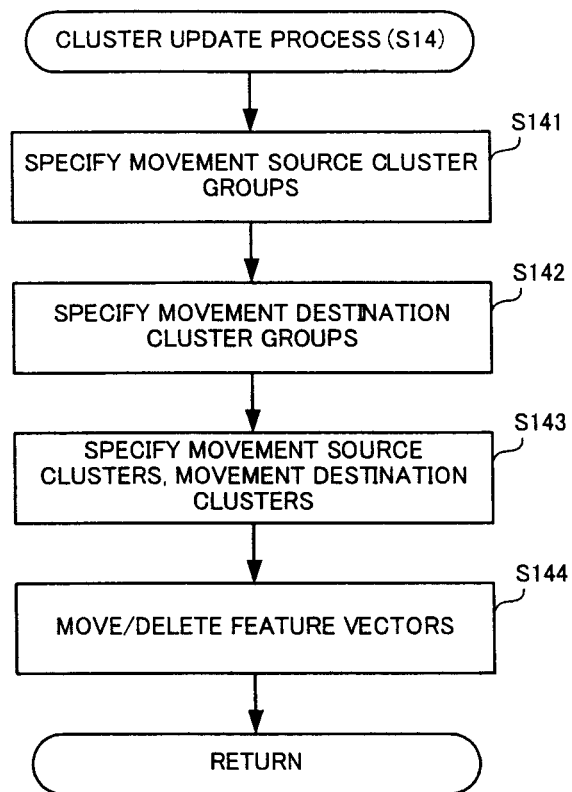 CLUSTER UPDATE PROCESS (S14)
S141
SPECIFY MOVEMENT SOURCE CLUSTER
GROUPS
S142
SPECIFY MOVEMENT DESTINATION
CLUSTER GROUPS
S143
SPECIFY MOVEMENT SOURCE
CLUSTERS, MOVEMENT DESTINATION
CLUSTERS
S144
MOVE/DELETE FEATURE VECTORS
RETURN